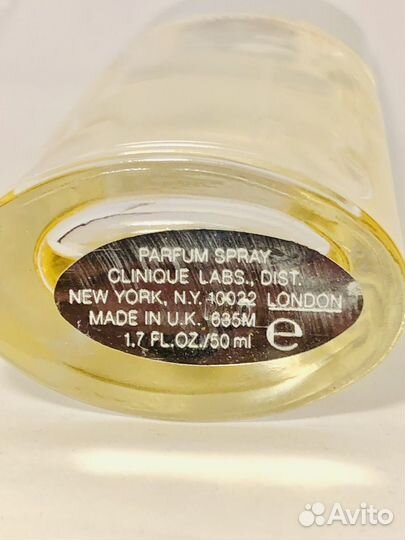 PARFUM SPRAY
CLINIQUE LABS., DIST.
NEW YORK, N.Y. 10022 LONDON
MADE IN U.K. 635M e
1.7 FL.OZ./50 ml
Avito